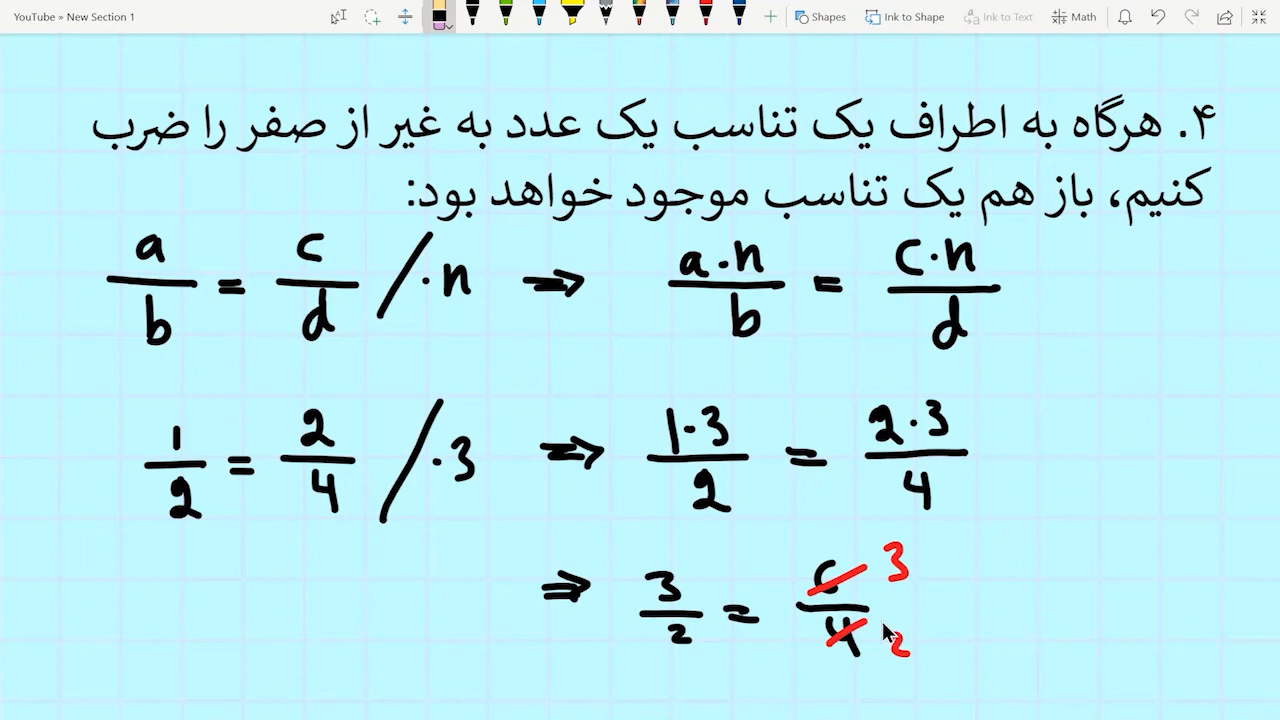 YouTube » New Section 1
Shapes Ink to Shape Ink to Text Math
۴. هرگاه به اطراف یک تناسب یک عدد به غیر از صفر را ضرب
کنیم، باز هم یک تناسب موجود خواهد بود:
a/b = c/d /·n ⇒ a·n/b = c·n/d
1/2 = 2/4 /·3 ⇒ 1·3/2 = 2·3/4
⇒ 3/2 = 6/4 3 2